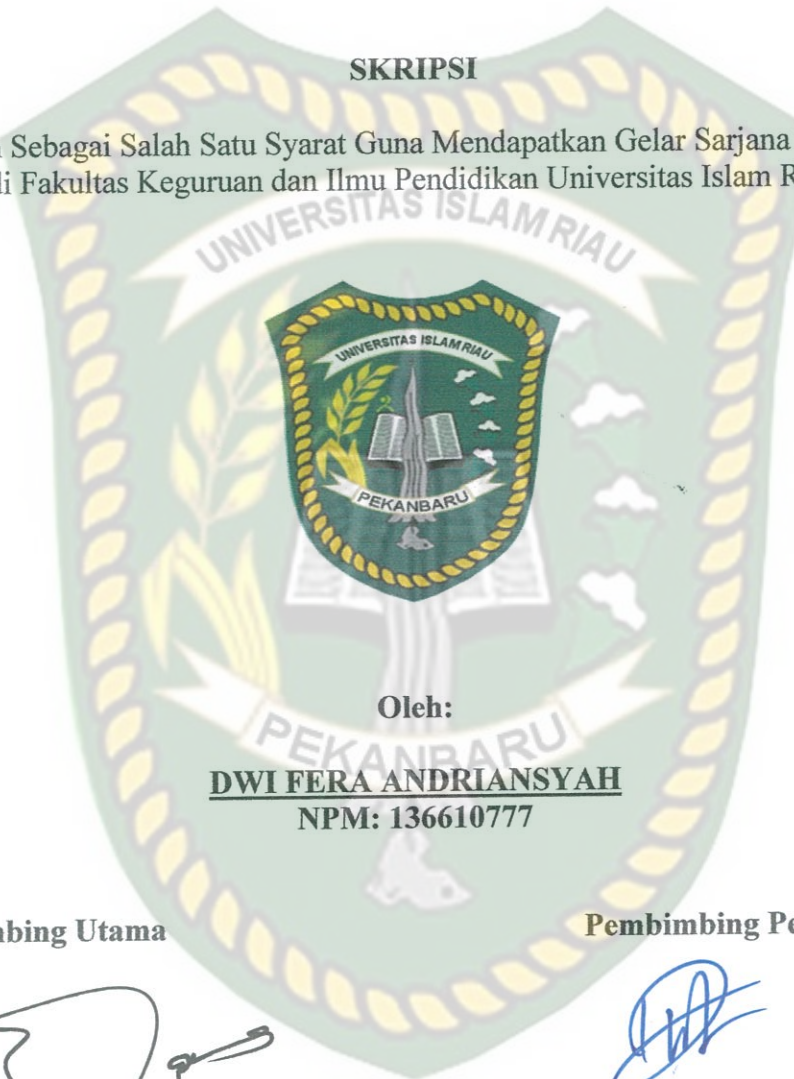 SKRIPSI
Sebagai Salah Satu Syarat Guna Mendapatkan Gelar Sarjana
Fakultas Keguruan dan Ilmu Pendidikan Universitas Islam R
UNIVERSITAS ISLAM RIAU
UNIVERSITAS ISLAM RIAU
PEKANBARU
Oleh:
PEKANBARU
DWI FERA ANDRIANSYAH
NPM: 136610777
bing Utama
Pembimbing Pe